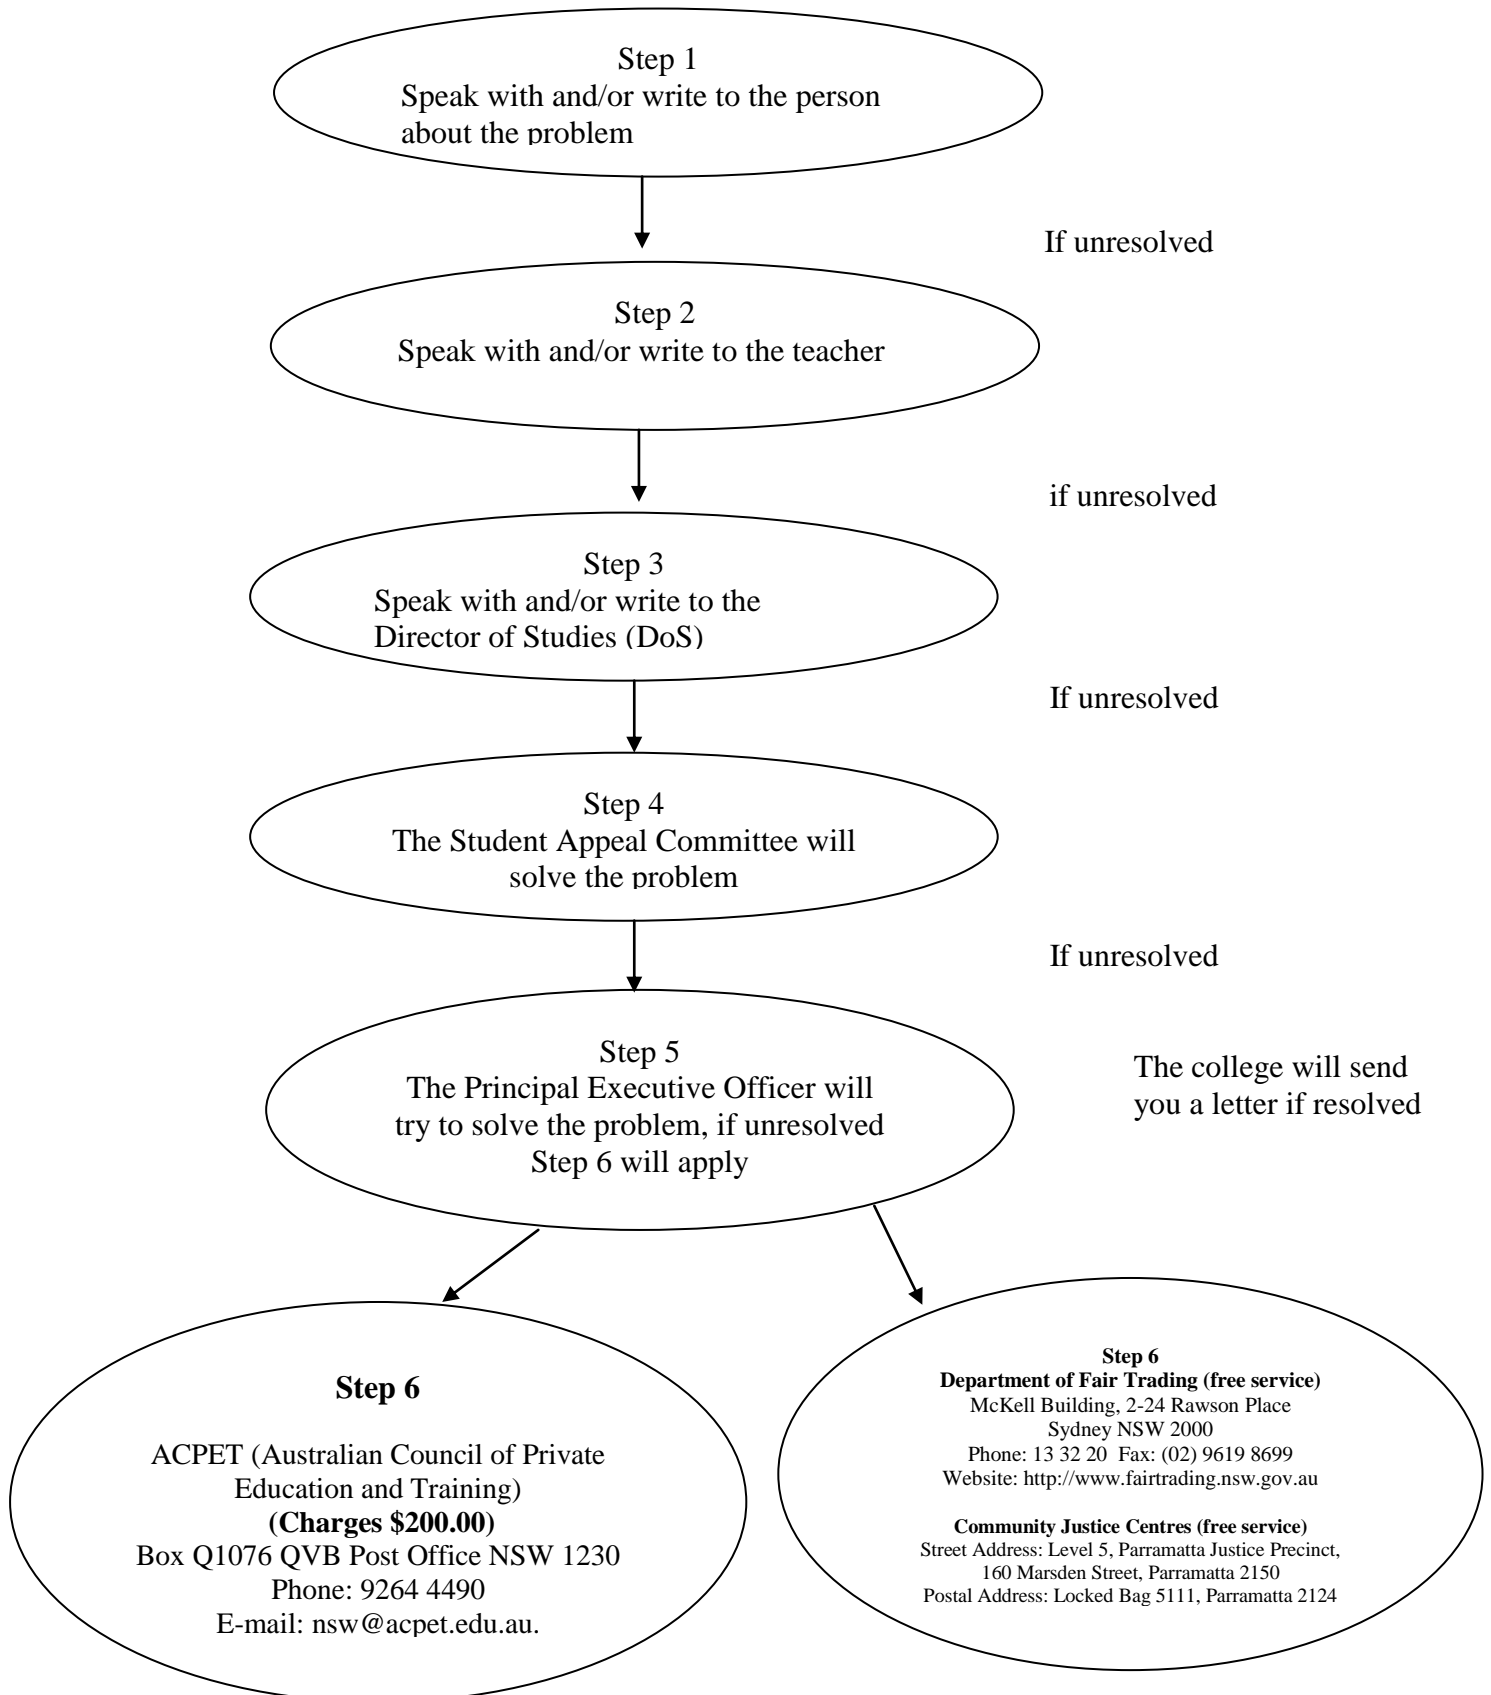 Step 1
Speak with and/or write to the person
about the problem
If unresolved
Step 2
Speak with and/or write to the teacher
if unresolved
Step 3
Speak with and/or write to the
Director of Studies (DoS)
If unresolved
Step 4
The Student Appeal Committee will
solve the problem
If unresolved
Step 5
The Principal Executive Officer will
try to solve the problem, if unresolved
Step 6 will apply
The college will send
you a letter if resolved
Step 6
ACPET (Australian Council of Private
Education and Training)
(Charges $200.00)
Box Q1076 QVB Post Office NSW 1230
Phone: 9264 4490
E-mail: nsw@acpet.edu.au.
Step 6
Department of Fair Trading (free service)
McKell Building, 2-24 Rawson Place
Sydney NSW 2000
Phone: 13 32 20  Fax: (02) 9619 8699
Website: http://www.fairtrading.nsw.gov.au
Community Justice Centres (free service)
Street Address: Level 5, Parramatta Justice Precinct,
160 Marsden Street, Parramatta 2150
Postal Address: Locked Bag 5111, Parramatta 2124